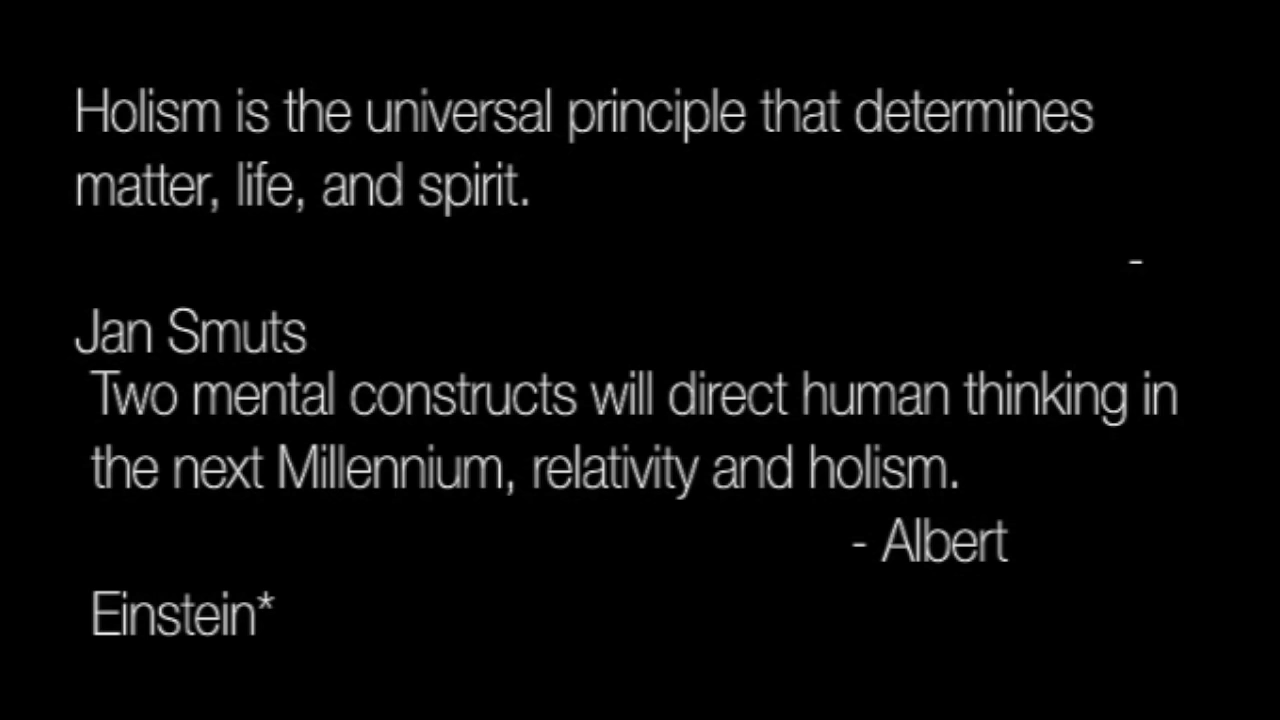 Holism is the universal principle that determines
matter, life, and spirit.
-
Jan Smuts
Two mental constructs will direct human thinking in
the next Millennium, relativity and holism.
- Albert
Einstein*